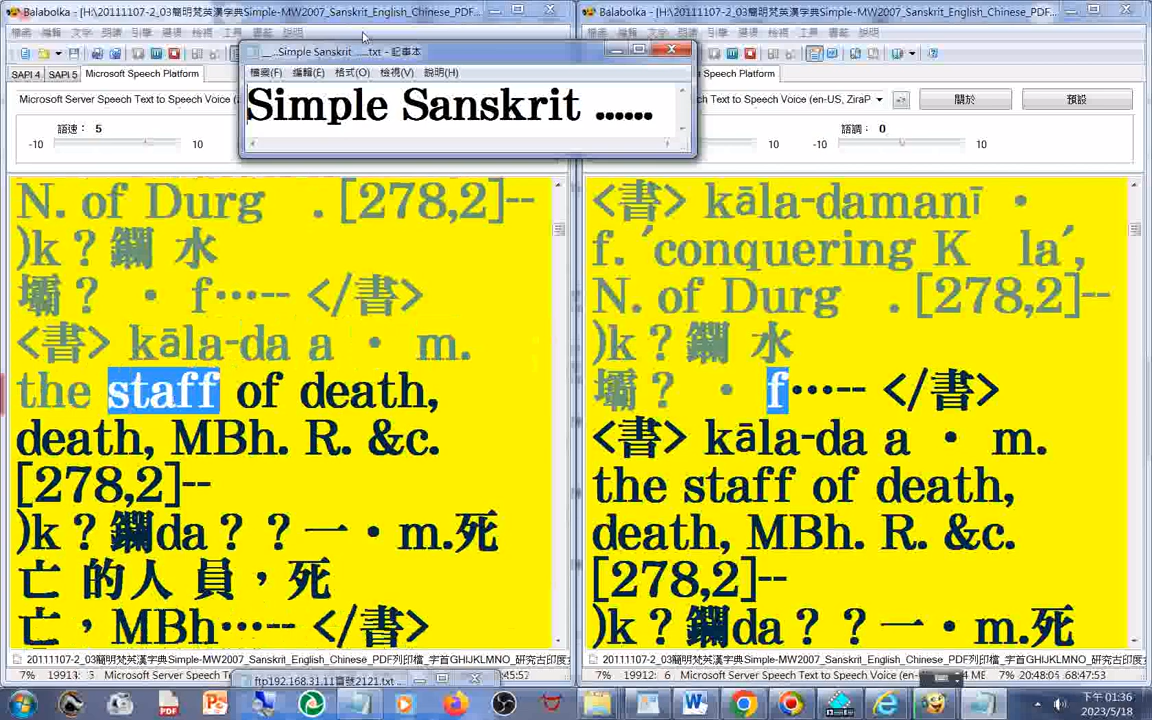 Balabolka - [H:\20111107-2_03簡明梵英漢字典Simple-MW2007_Sanskrit_English_Chinese_PDF...
Balabolka - [H:\20111107-2_03簡明梵英漢字典Simple-MW2007_Sanskrit_English_Chinese_PDF...
__...Simple Sanskrit ......txt - 記事本
檔案(F) 編輯(E) 格式(O) 檢視(V) 說明(H)
Simple Sanskrit ......
SAPI 4 SAPI 5 Microsoft Speech Platform
Speech Platform
Microsoft Server Speech Text to Speech Voice
ch Text to Speech Voice (en-US, ZiraP
關於
預設
語速： 5
語調： 0
-10 10
10
-10 10
N. of Durg . [278,2]--
)k？鑭 水
壩？ · f…-- </書>
<書> kāla-da a · m.
the staff of death,
death, MBh. R. &c.
[278,2]--
)k？鑭da？？一·m.死
亡 的人 員，死
亡，MBh…-- </書>
<書> kāla-damanī ·
f. ´conquering K la´,
N. of Durg . [278,2]--
)k？鑭 水
壩？ · f…-- </書>
<書> kāla-da a · m.
the staff of death,
death, MBh. R. &c.
[278,2]--
)k？鑭da？？一·m.死
20111107-2_03簡明梵英漢字典Simple-MW2007_Sanskrit_English_Chinese_PDF列印檔_字首GHIJKLMNO_研究古印度
20111107-2_03簡明梵英漢字典Simple-MW2007_Sanskrit_English_Chinese_PDF列印檔_字首GHIJKLMNO_研究古印度
7% Microsoft Server Speech Te
45:52
7% 19912: Microsoft Server Speech Text to S
7% 20:48:05 68:47:53
下午 01:36
2023/5/18